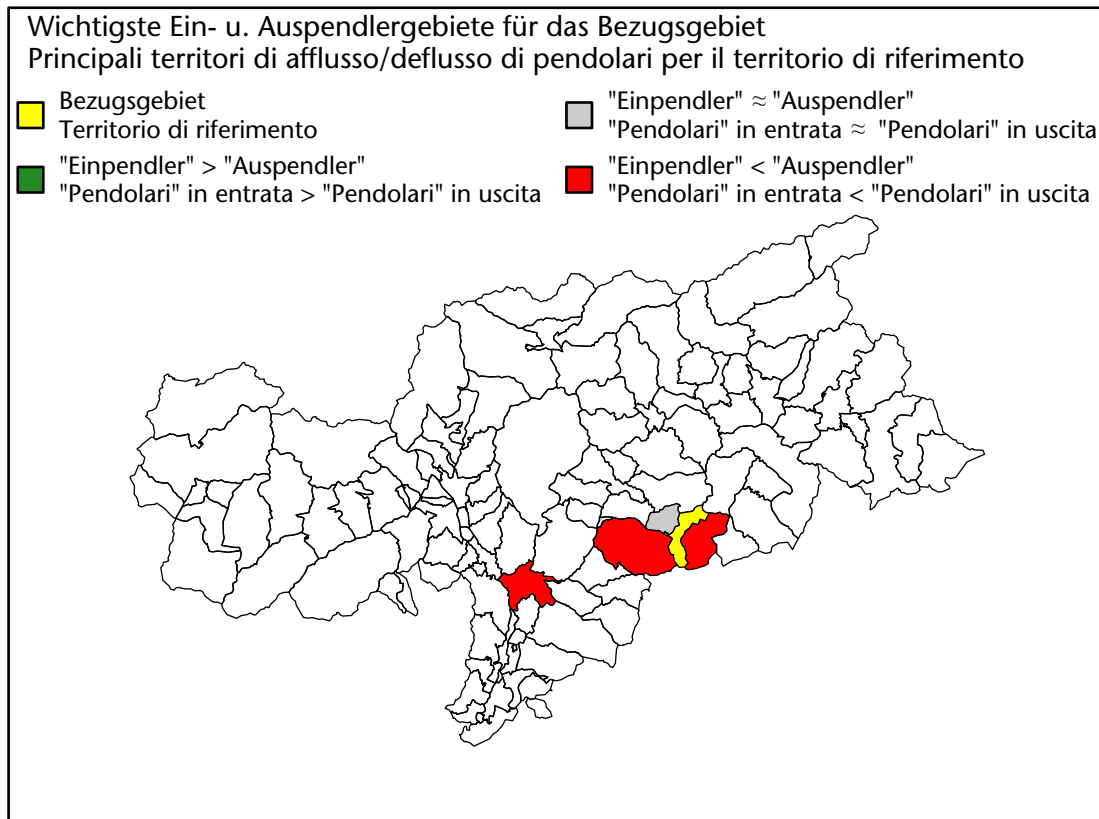 Wichtigste Ein- u. Auspendlergebiete für das Bezugsgebiet
Principali territori di afflusso/deflusso di pendolari per il territorio di riferimento
Bezugsgebiet
Territorio di riferimento
"Einpendler" > "Auspendler"
"Pendolari" in entrata > "Pendolari" in uscita
"Einpendler" ≈ "Auspendler"
"Pendolari" in entrata ≈ "Pendolari" in uscita
"Einpendler" < "Auspendler"
"Pendolari" in entrata < "Pendolari" in uscita